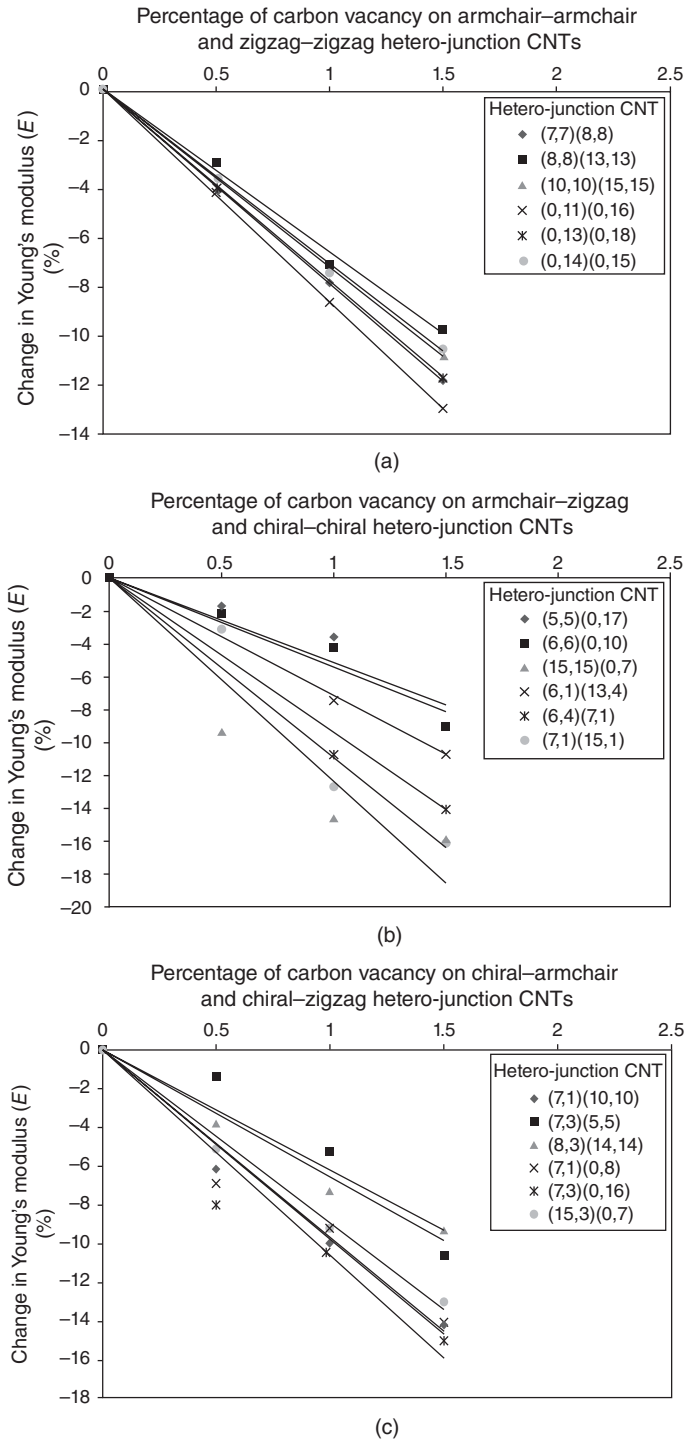 Percentage of carbon vacancy on armchair–armchair
and zigzag–zigzag hetero-junction CNTs
0 0.5 1 1.5 2 2.5
0
–2
–4
–6
–8
–10
–12
–14
Change in Young's modulus (E)
(%)
Hetero-junction CNT
(7,7)(8,8)
(8,8)(13,13)
(10,10)(15,15)
(0,11)(0,16)
(0,13)(0,18)
(0,14)(0,15)
(a)
Percentage of carbon vacancy on armchair–zigzag
and chiral–chiral hetero-junction CNTs
0 0.5 1 1.5 2 2.5
0
–2
–4
–6
–8
–10
–12
–14
–16
–18
–20
Change in Young's modulus (E)
(%)
Hetero-junction CNT
(5,5)(0,17)
(6,6)(0,10)
(15,15)(0,7)
(6,1)(13,4)
(6,4)(7,1)
(7,1)(15,1)
(b)
Percentage of carbon vacancy on chiral–armchair
and chiral–zigzag hetero-junction CNTs
0 0.5 1 1.5 2 2.5
0
–2
–4
–6
–8
–10
–12
–14
–16
–18
Change in Young's modulus (E)
(%)
Hetero-junction CNT
(7,1)(10,10)
(7,3)(5,5)
(8,3)(14,14)
(7,1)(0,8)
(7,3)(0,16)
(15,3)(0,7)
(c)